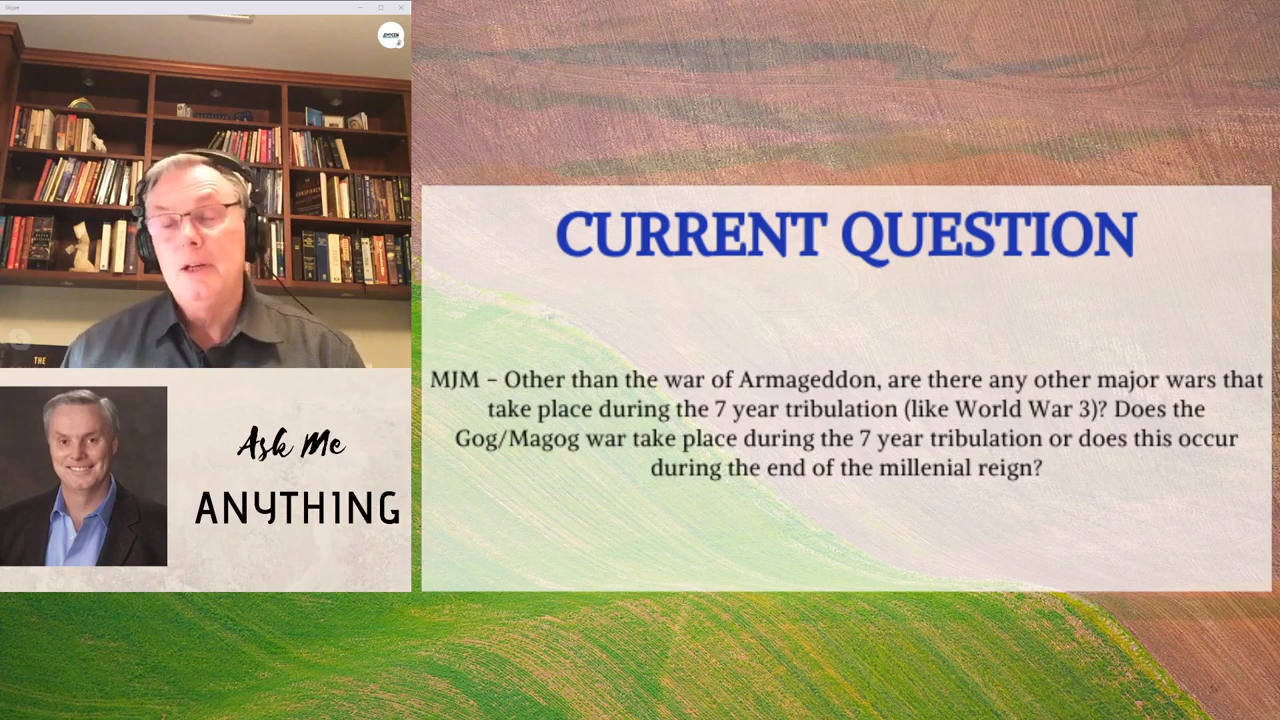 Skype
THE
Ask Me
ANYTHING
CURRENT QUESTION
MJM - Other than the war of Armageddon, are there any other major wars that
take place during the 7 year tribulation (like World War 3)? Does the
Gog/Magog war take place during the 7 year tribulation or does this occur
during the end of the millenial reign?